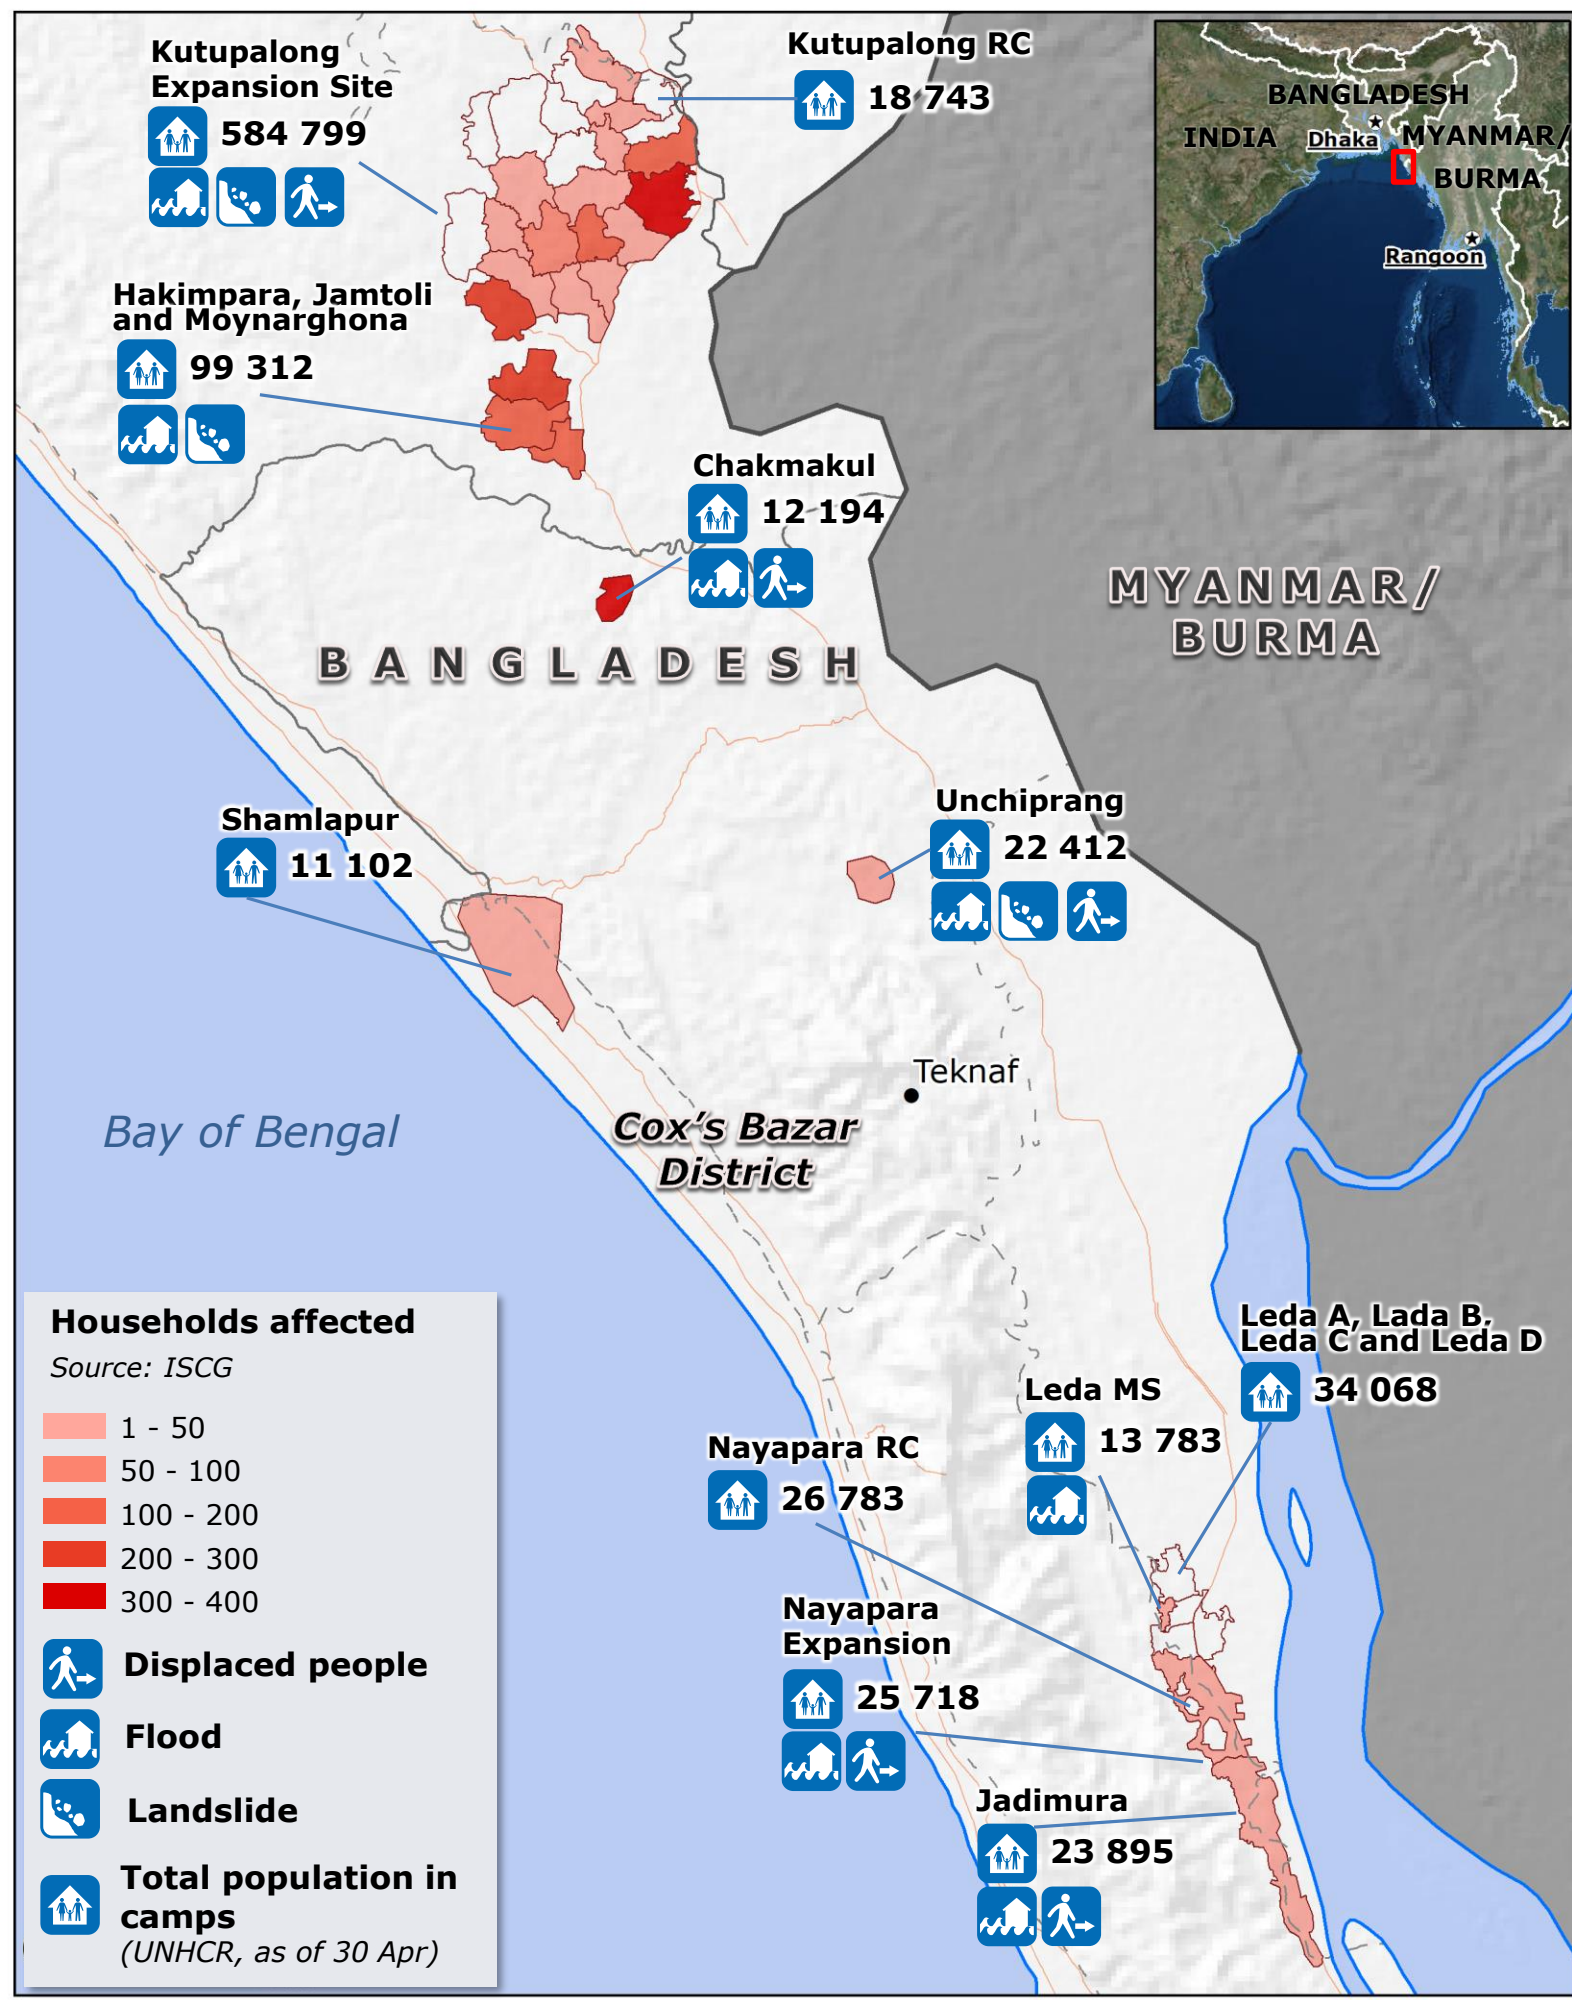 Kutupalong
Expansion Site
584 799
Kutupalong RC
18 743
BANGLADESH
INDIA
Dhaka
MYANMAR/
BURMA
Rangoon
Hakimpara, Jamtoli
and Moynarghona
99 312
Chakmakul
12 194
MYANMAR/
BURMA
BANGLADESH
Shamlapur
11 102
Unchiprang
22 412
Teknaf
Bay of Bengal
Cox's Bazar
District
Leda A, Lada B,
Leda C and Leda D
34 068
Leda MS
13 783
Nayapara RC
26 783
Nayapara
Expansion
25 718
Jadimura
23 895
Households affected
Source: ISCG
1 - 50
50 - 100
100 - 200
200 - 300
300 - 400
Displaced people
Flood
Landslide
Total population in
camps
(UNHCR, as of 30 Apr)